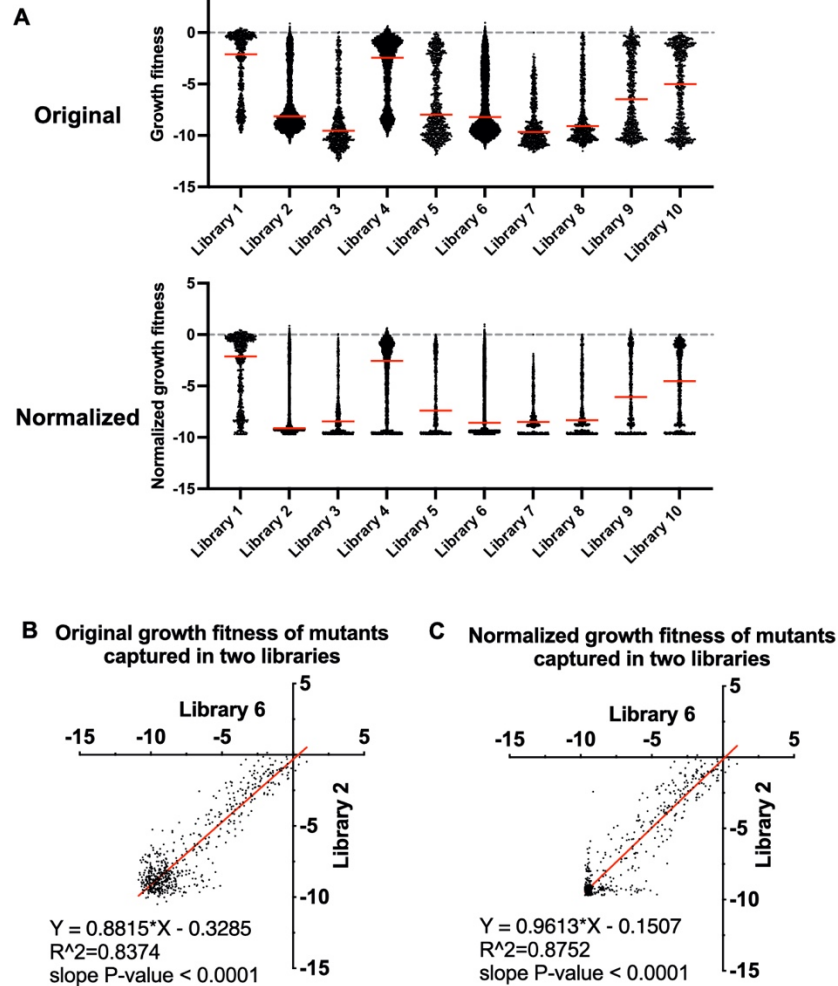 A
Original
Growth fitness
0
-5
-10
-15
Library 1
Library 2
Library 3
Library 4
Library 5
Library 6
Library 7
Library 8
Library 9
Library 10
Normalized
Normalized growth fitness
5
0
-5
-10
-15
Library 1
Library 2
Library 3
Library 4
Library 5
Library 6
Library 7
Library 8
Library 9
Library 10
B Original growth fitness of mutants
captured in two libraries
Library 6
-15 -10 -5 5
5
-5
-10
-15
Library 2
Y = 0.8815*X - 0.3285
R^2=0.8374
slope P-value < 0.0001
C Normalized growth fitness of mutants
captured in two libraries
Library 6
-15 -10 -5 5
5
-5
-10
-15
Library 2
Y = 0.9613*X - 0.1507
R^2=0.8752
slope P-value < 0.0001